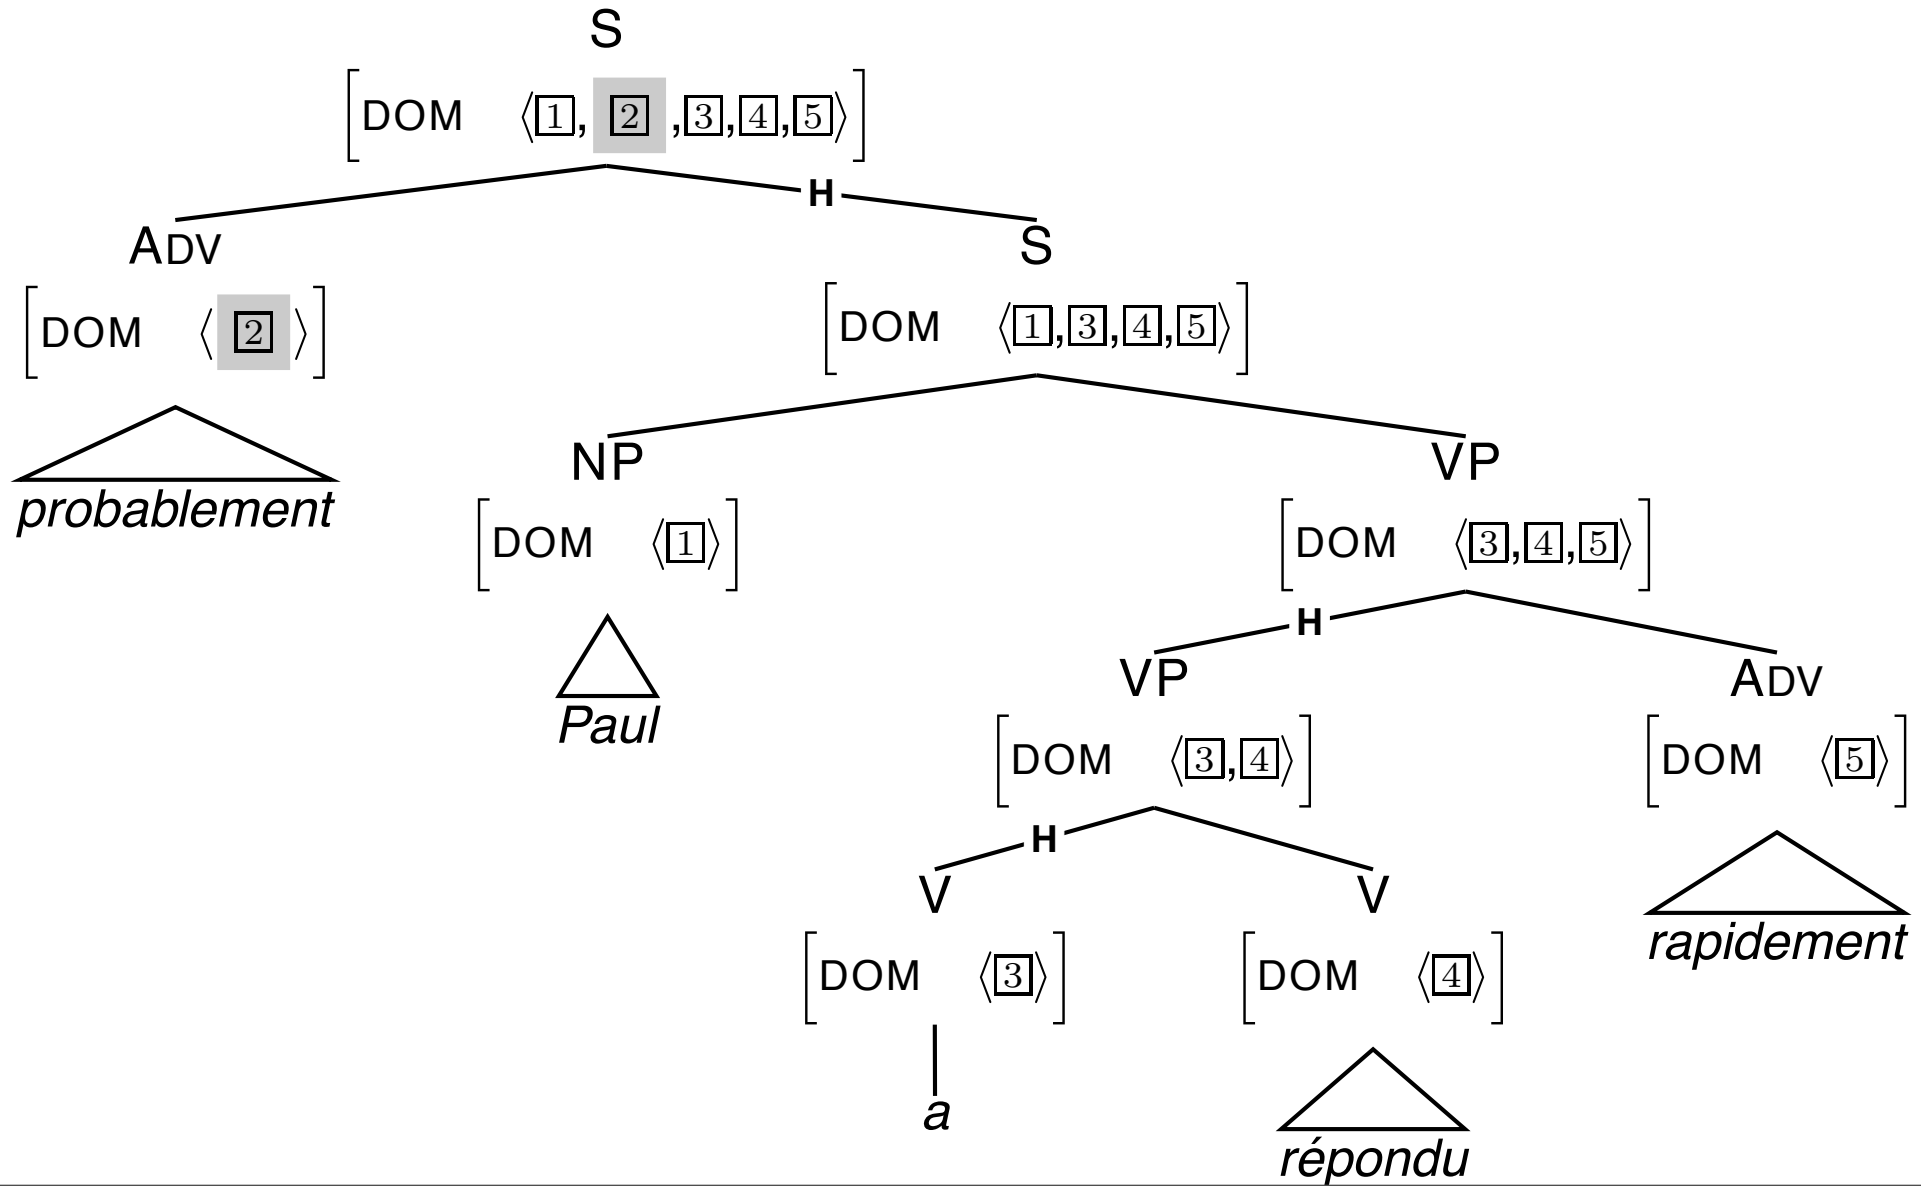 S
[DOM ⟨1, 2 ,3,4,5⟩]
H
ADV S
[DOM ⟨ 2 ⟩] [DOM ⟨1,3,4,5⟩]
probablement NP VP
[DOM ⟨1⟩] [DOM ⟨3,4,5⟩]
H
Paul VP ADV
[DOM ⟨3,4⟩] [DOM ⟨5⟩]
H
V V rapidement
[DOM ⟨3⟩] [DOM ⟨4⟩]
a
répondu